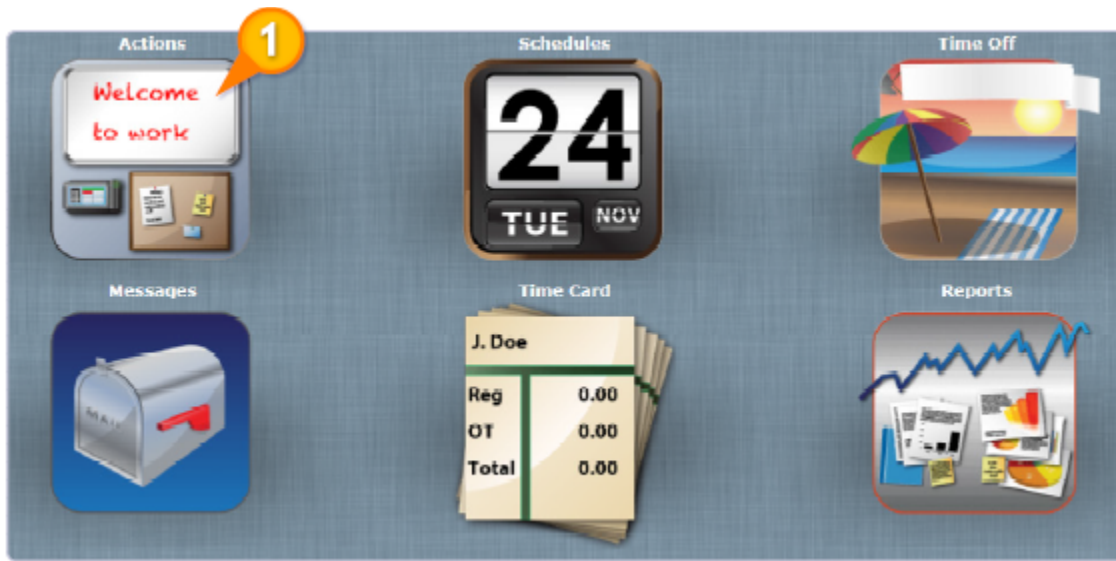 Actions
1
Schedules
Time Off
Welcome
to work
24
TUE
NOV
Messages
Time Card
Reports
MAIL
J. Doe
Reg 0.00
OT 0.00
Total 0.00